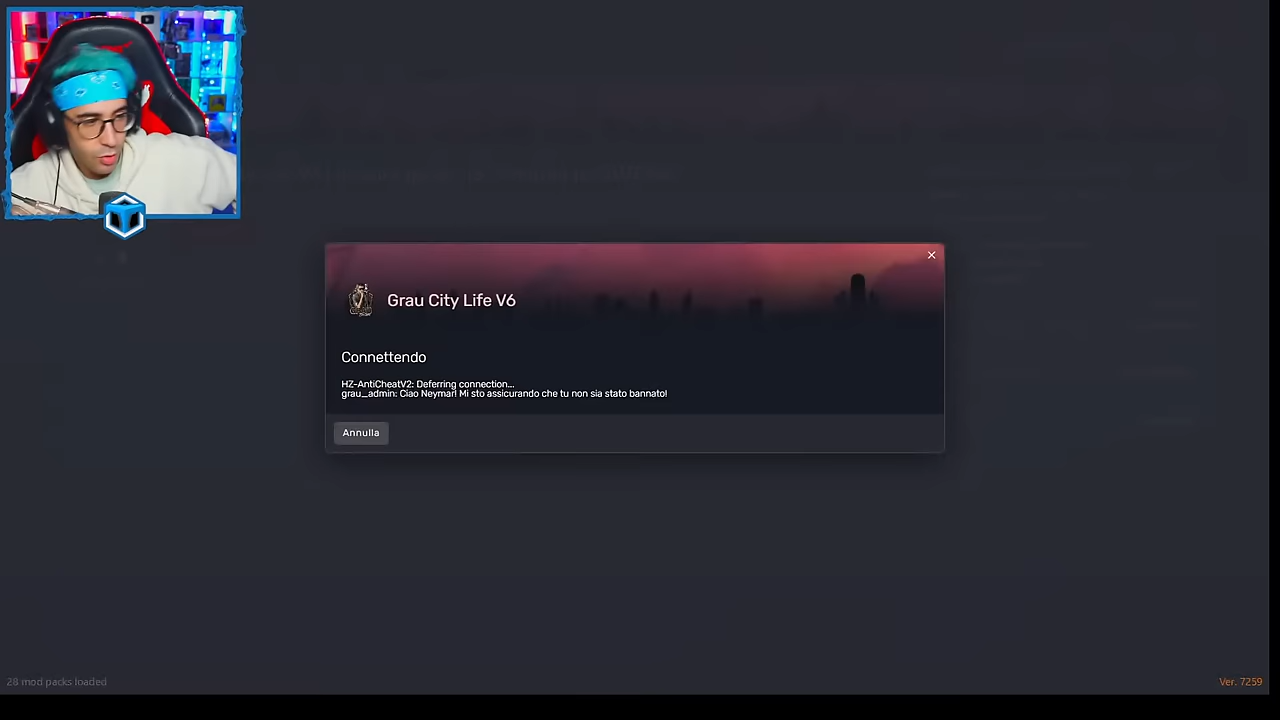 Grau City Life V6
Connettendo
HZ-AntiCheatV2: Deferring connection...
grau_admin: Ciao Neymar! Mi sto assicurando che tu non sia stato bannato!
Annulla
28 mod packs loaded
Ver. 7259